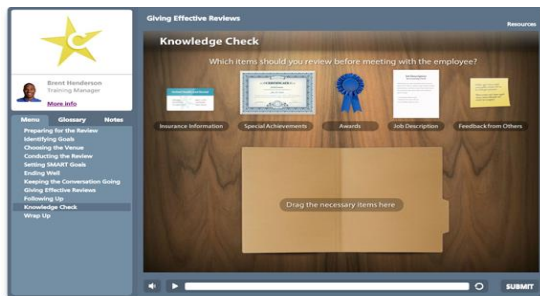 Giving Effective Reviews
Resources
C
Brent Henderson
Training Manager
More info
Menu Glossary Notes
Preparing for the Review
Identifying Goals
Choosing the Venue
Conducting the Review
Setting SMART Goals
Ending Well
Keeping the Conversation Going
Giving Effective Reviews
Following Up
Knowledge Check
Wrap Up
Knowledge Check
Which items should you review before meeting with the employee?
CERTIFICATE
Insurance Information
Special Achievements
Awards
Job Description
Feedback from Others
Drag the necessary items here
SUBMIT